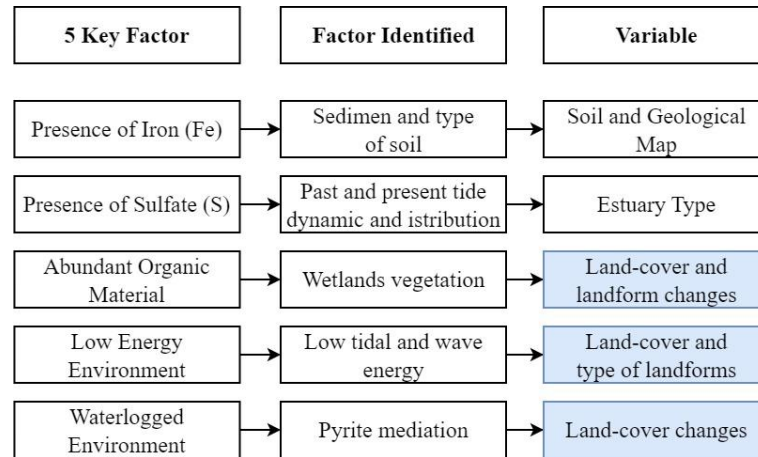 5 Key Factor
Factor Identified
Variable
Presence of Iron (Fe)
Sedimen and type
of soil
Soil and Geological
Map
Presence of Sulfate (S)
Past and present tide
dynamic and istribution
Estuary Type
Abundant Organic
Material
Wetlands vegetation
Land-cover and
landform changes
Low Energy
Environment
Low tidal and wave
energy
Land-cover and
type of landforms
Waterlogged
Environment
Pyrite mediation
Land-cover changes